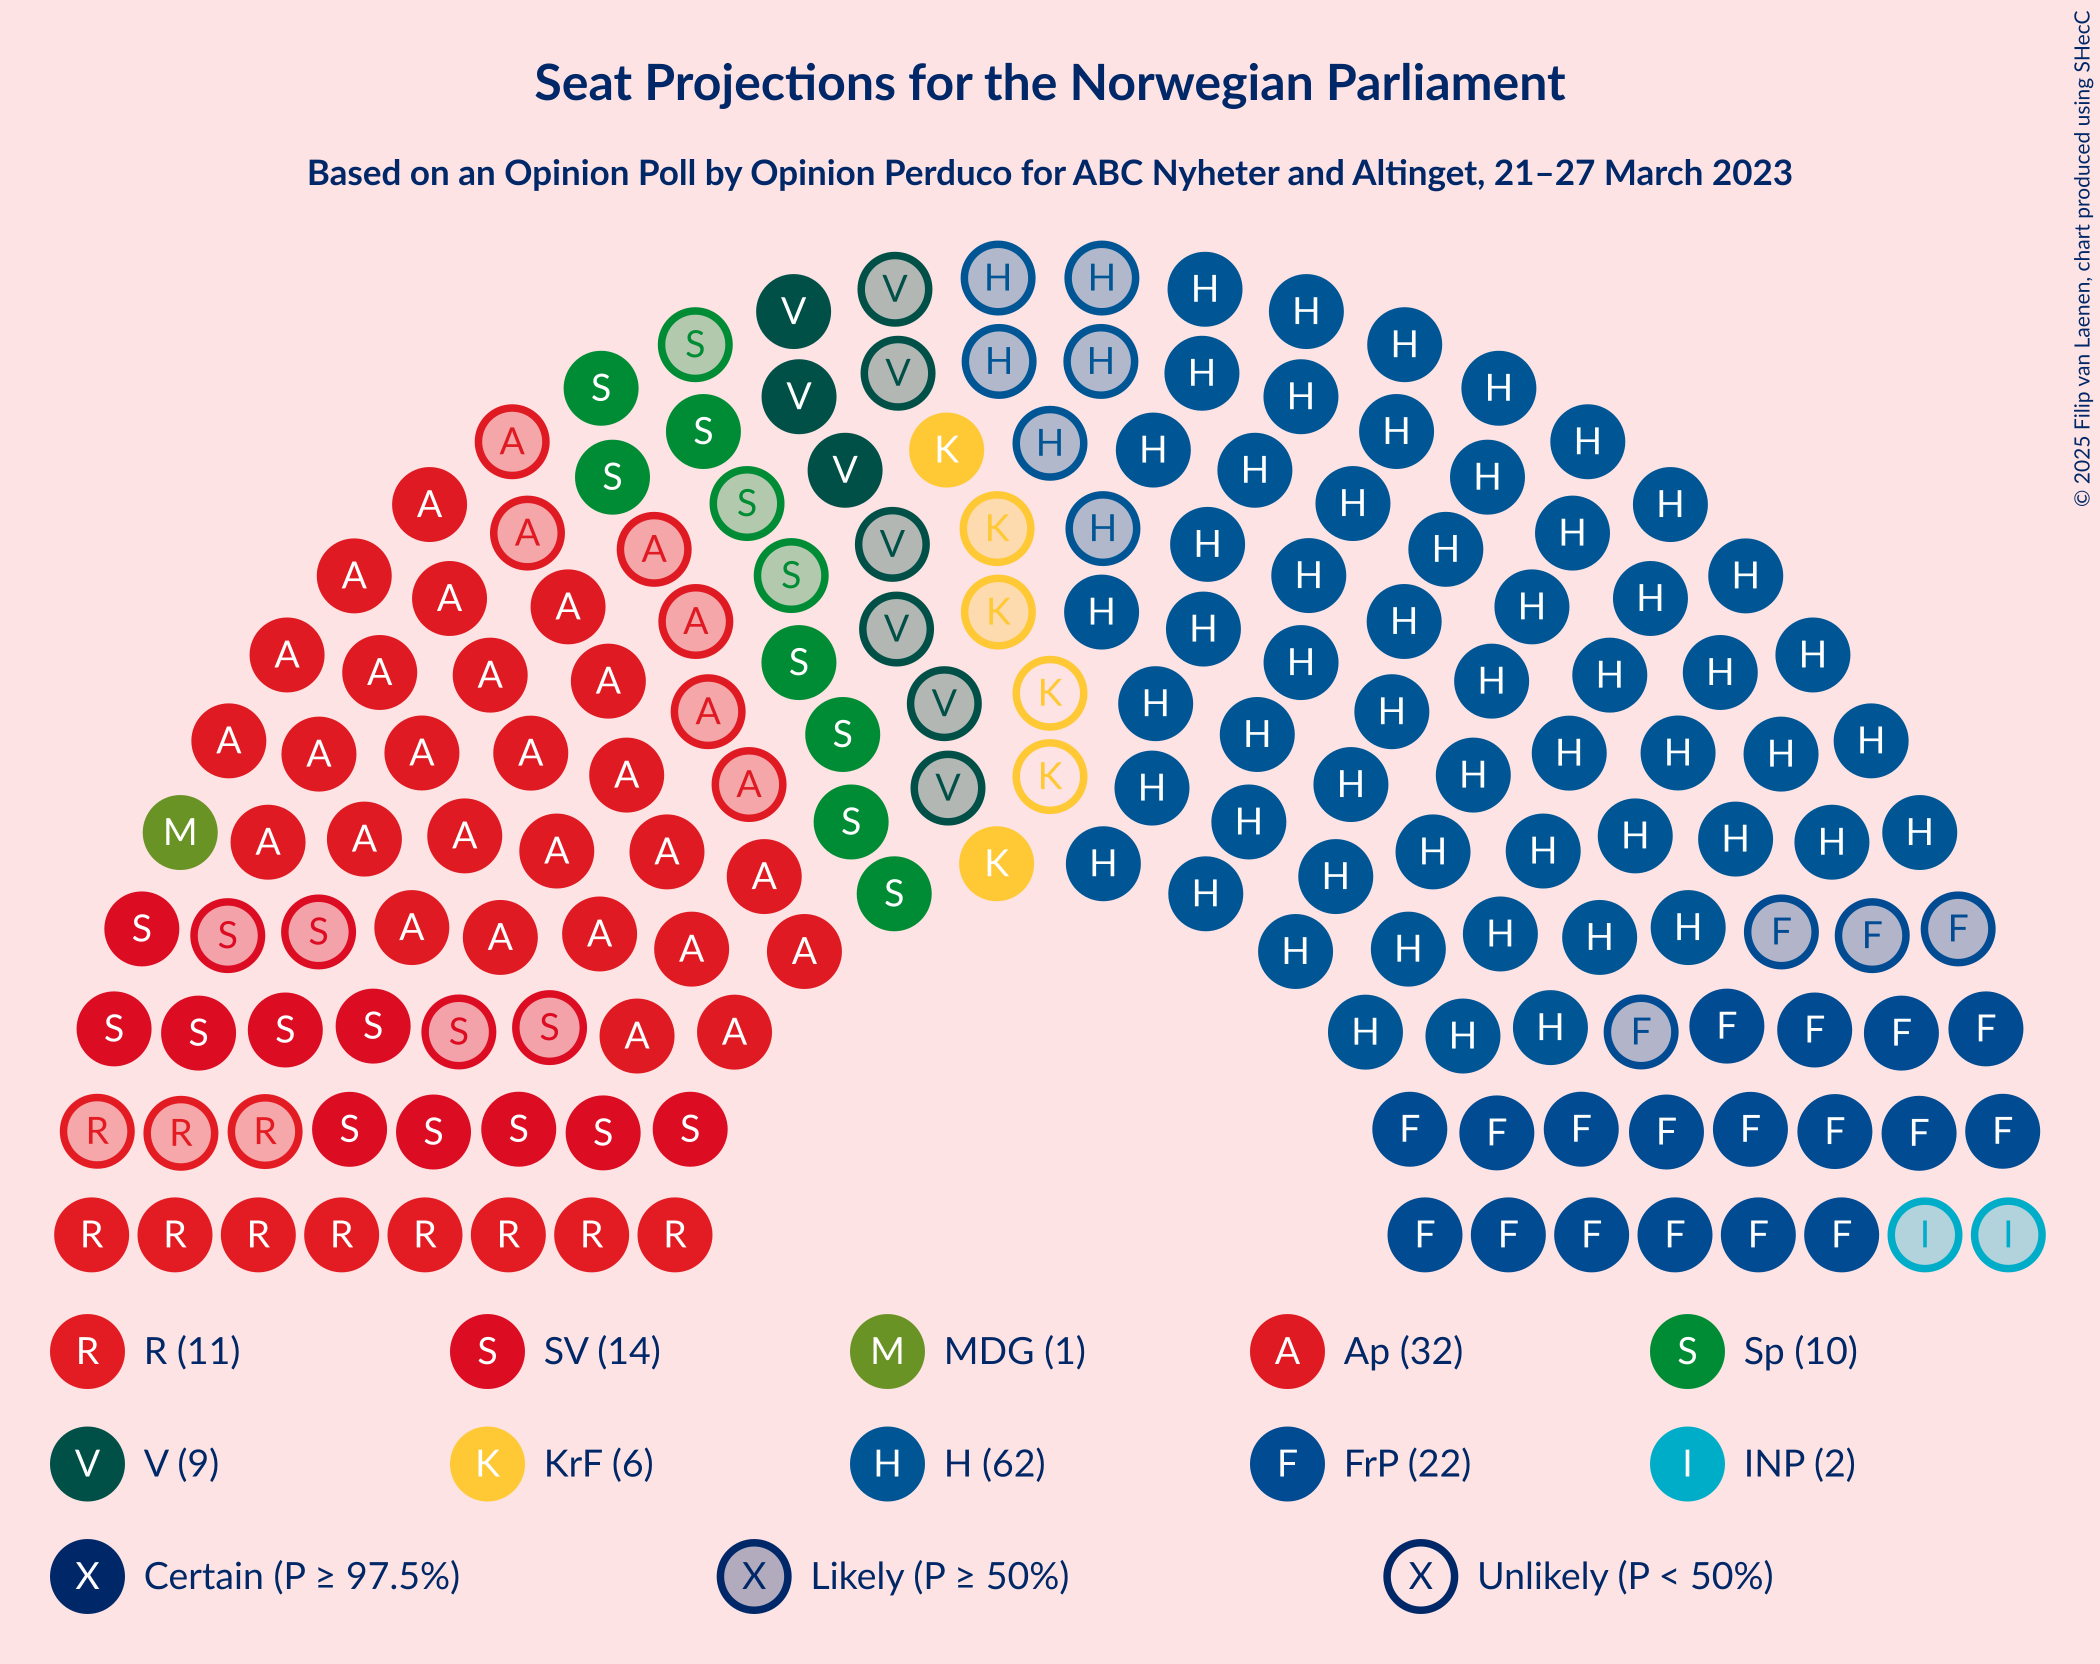 Seat Projections for the Norwegian Parliament
Based on an Opinion Poll by Opinion Perduco for ABC Nyheter and Altinget, 21–27 March 2023
© 2025 Filip van Laenen, chart produced using SHecC
H H
V H
V H
S H
V V H H H
S V H
A S H H
S K H H H
A V H
S H
A S H
A K H
A V H
A S H
A K H
A H
A V H
A A H H
A S H
A V K H H
A S H
A A H H
A A V H H
A S H
A A A V K H H H
A A H H
M A A A A S H H H H H
A K H
S S S A A S H H F F F
A A A A H H H H
S S S S S S A A H H H F F F F F
R R R S S S S S F F F F F F F F
R R R R R R R R F F F F F F I I
R R (11) S SV (14) M MDG (1) A Ap (32) S Sp (10)
V V (9) K KrF (6) H H (62) F FrP (22) I INP (2)
X Certain (P ≥ 97.5%) X Likely (P ≥ 50%) X Unlikely (P < 50%)